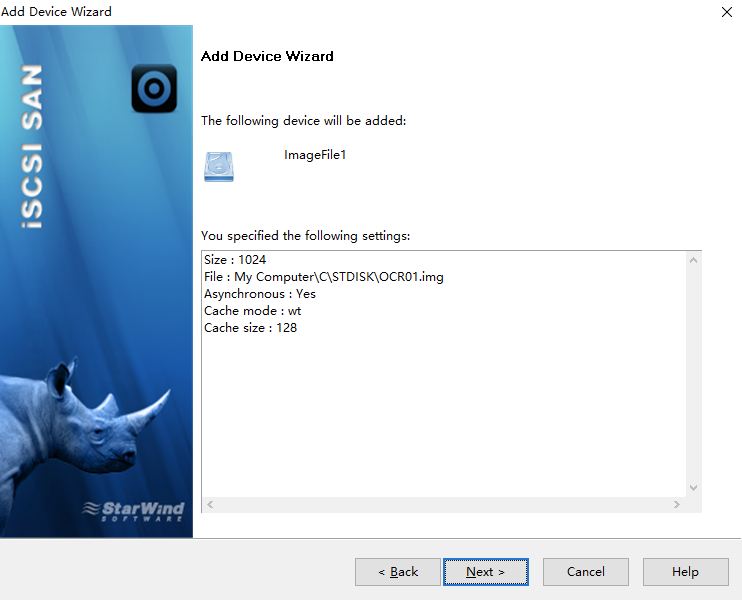 Add Device Wizard
iSCSI SAN
Add Device Wizard
The following device will be added:
ImageFile1
You specified the following settings:
Size : 1024
File : My Computer\C\STDISK\OCR01.img
Asynchronous : Yes
Cache mode : wt
Cache size : 128
StarWind
SOFTWARE
< Back
Next >
Cancel
Help